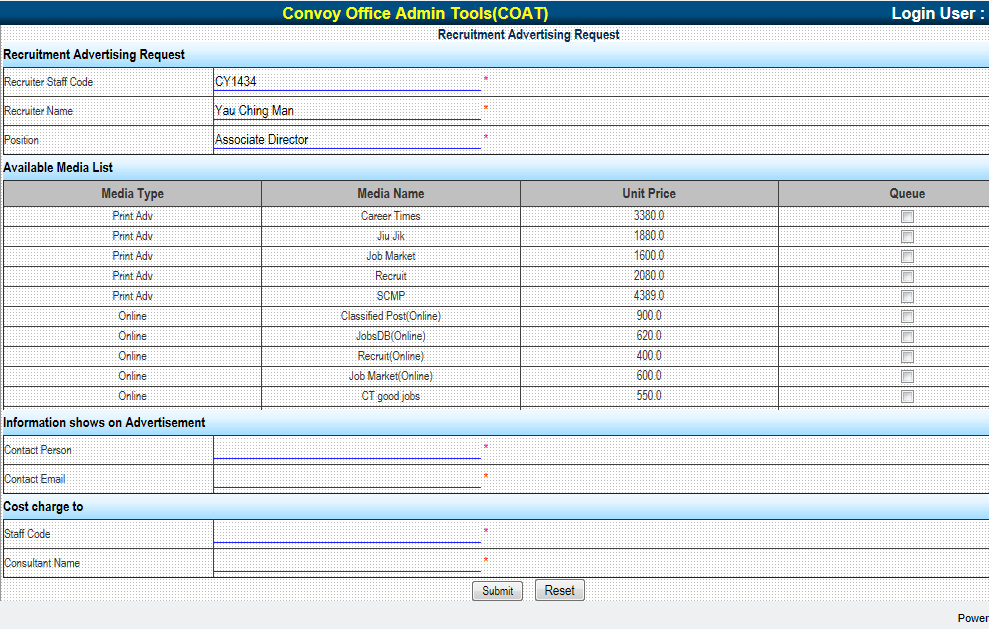 Convoy Office Admin Tools(COAT) Login User :
Recruitment Advertising Request
Recruitment Advertising Request
Recruiter Staff Code CY1434 *
Recruiter Name Yau Ching Man *
Position Associate Director *
Available Media List
Media Type Media Name Unit Price Queue
Print Adv Career Times 3380.0
Print Adv Jiu Jik 1880.0
Print Adv Job Market 1600.0
Print Adv Recruit 2080.0
Print Adv SCMP 4389.0
Online Classified Post(Online) 900.0
Online JobsDB(Online) 620.0
Online Recruit(Online) 400.0
Online Job Market(Online) 600.0
Online CT good jobs 550.0
Information shows on Advertisement
Contact Person *
Contact Email *
Cost charge to
Staff Code *
Consultant Name *
Submit Reset
Power